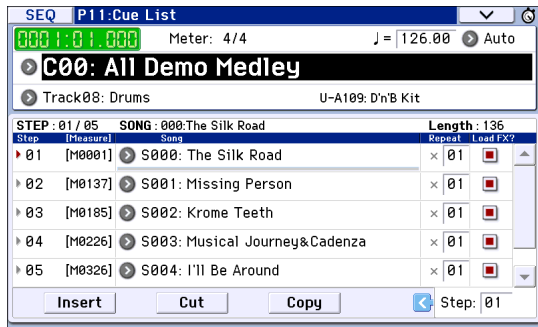 SEQ P11:Cue List
0001:01.000 Meter: 4/4 ♩= 126.00 Auto
C00: All Demo Medley
Track08: Drums U-A109: D'n'B Kit
STEP: 01/05 SONG: 000:The Silk Road Length: 136
Step [Measure] Song Repeat Load FX?
01 [M0001] S000: The Silk Road × 01
02 [M0137] S001: Missing Person × 01
03 [M0185] S002: Krome Teeth × 01
04 [M0226] S003: Musical Journey&Cadenza × 01
05 [M0326] S004: I'll Be Around × 01
Insert Cut Copy Step: 01